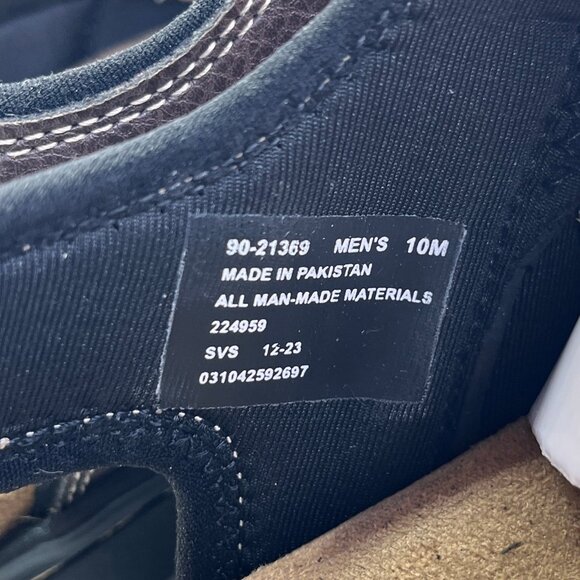 90-21369 MEN'S 10M
MADE IN PAKISTAN
ALL MAN-MADE MATERIALS
224959
SVS 12-23
031042592697